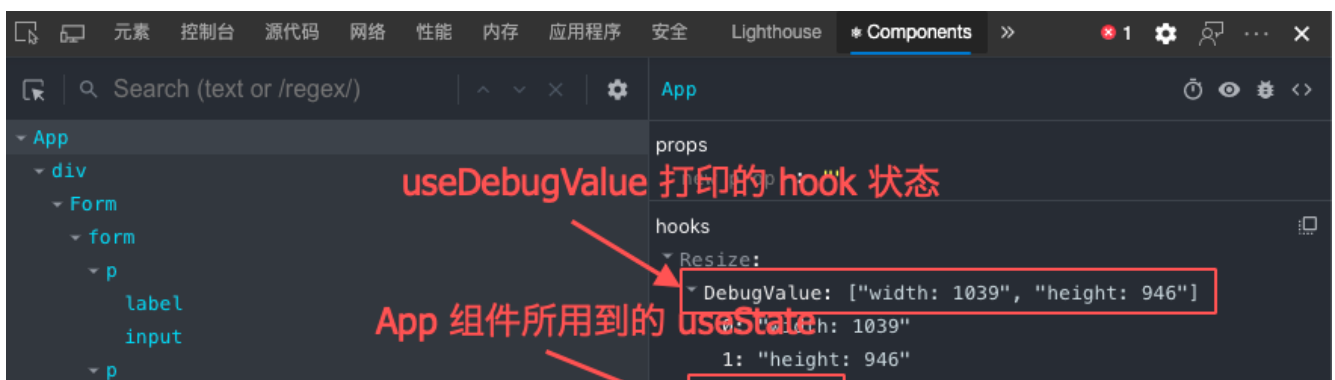 元素 控制台 源代码 网络 性能 内存 应用程序 安全 Lighthouse Components » 1
Search (text or /regex/)
App
App
div
Form
form
p
label
input
p
props
useDebugValue 打印的 hook 状态
hooks
Resize:
DebugValue: ["width: 1039", "height: 946"]
App 组件所用到的 useState
0: "width: 1039"
1: "height: 946"